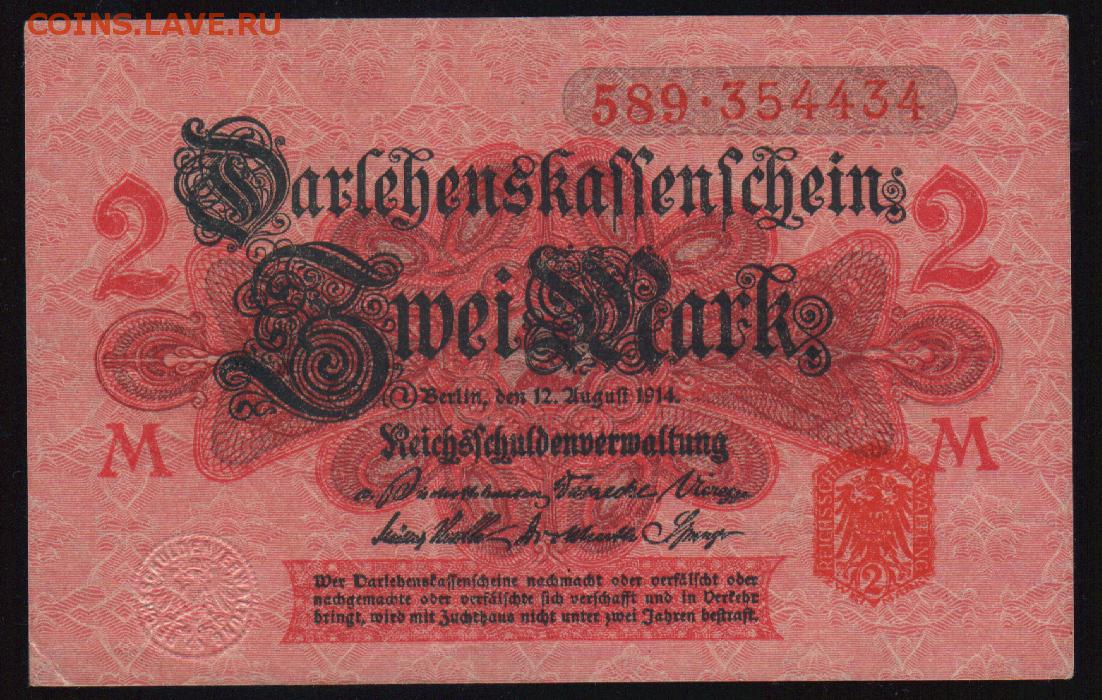 COINS.LAVE.RU
589·354434
Darlehenskassenschein
2 Zwei Mark 2
Berlin, den 12. August 1914.
M Reichsschuldenverwaltung M
2
Wer Darlehenskassenscheine nachmacht oder verfälscht oder
nachgemachte oder verfälschte sich verschafft und in Verkehr
bringt, wird mit Zuchthaus nicht unter zwei Jahren bestraft.